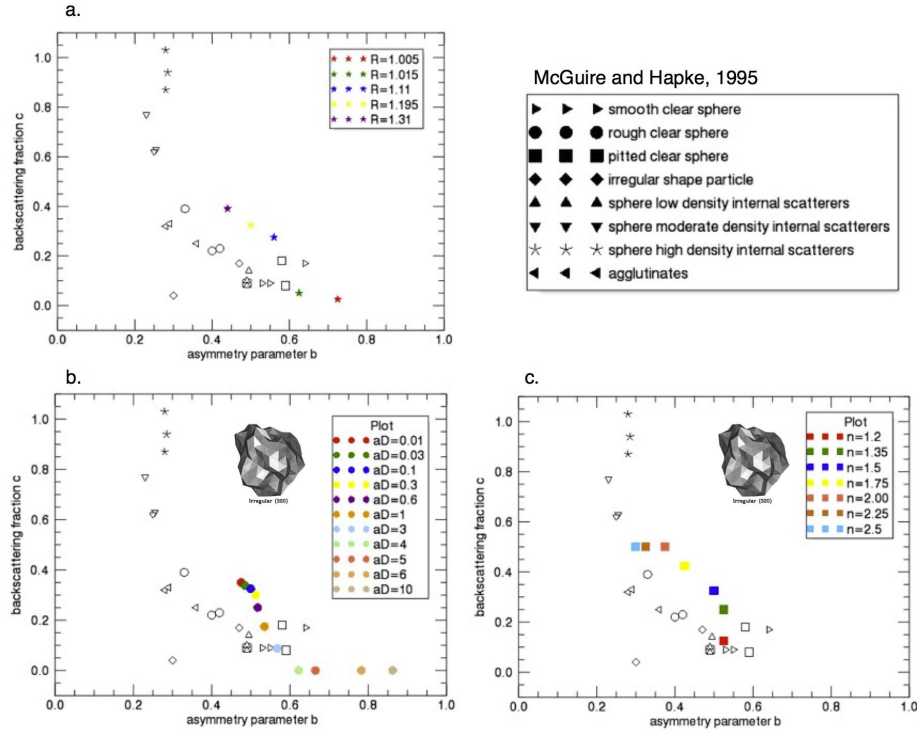 a.
1.0
0.8
0.6
0.4
0.2
0.0
backscattering fraction c
0.0 0.2 0.4 0.6 0.8 1.0
asymmetry parameter b
R=1.005
R=1.015
R=1.11
R=1.195
R=1.31
McGuire and Hapke, 1995
smooth clear sphere
rough clear sphere
pitted clear sphere
irregular shape particle
sphere low density internal scatterers
sphere moderate density internal scatterers
sphere high density internal scatterers
agglutinates
b.
1.0
0.8
0.6
0.4
0.2
0.0
backscattering fraction c
0.0 0.2 0.4 0.6 0.8 1.0
asymmetry parameter b
Irregular (320)
Plot
aD=0.01
aD=0.03
aD=0.1
aD=0.3
aD=0.6
aD=1
aD=3
aD=4
aD=5
aD=6
aD=10
c.
1.0
0.8
0.6
0.4
0.2
0.0
backscattering fraction c
0.0 0.2 0.4 0.6 0.8 1.0
asymmetry parameter b
Irregular (320)
Plot
n=1.2
n=1.35
n=1.5
n=1.75
n=2.00
n=2.25
n=2.5